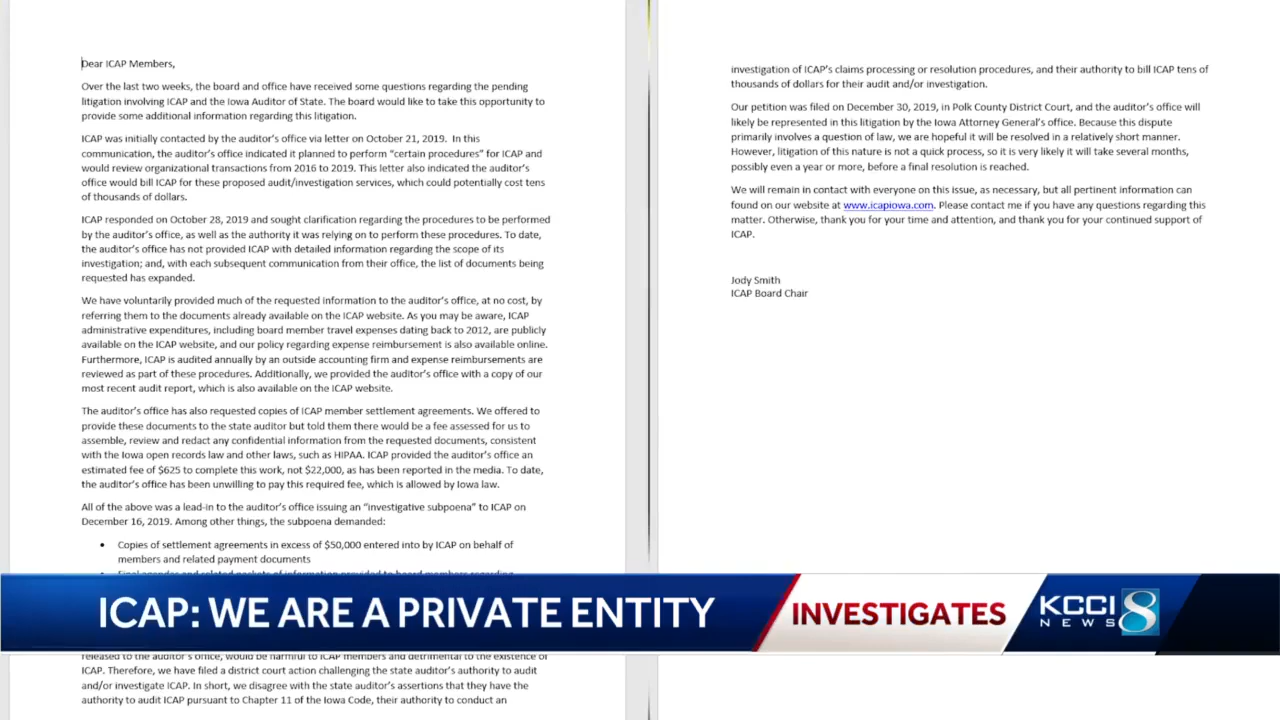 Dear ICAP Members,
Over the last two weeks, the board and office have received some questions regarding the pending
litigation involving ICAP and the Iowa Auditor of State. The board would like to take this opportunity to
provide some additional information regarding this litigation.
ICAP was initially contacted by the auditor's office via letter on October 21, 2019.  In this
communication, the auditor's office indicated it planned to perform "certain procedures" for ICAP and
would review organizational transactions from 2016 to 2019. This letter also indicated the auditor's
office would bill ICAP for these proposed audit/investigation services, which could potentially cost tens
of thousands of dollars.
ICAP responded on October 28, 2019 and sought clarification regarding the procedures to be performed
by the auditor's office, as well as the authority it was relying on to perform these procedures. To date,
the auditor's office has not provided ICAP with detailed information regarding the scope of its
investigation; and, with each subsequent communication from their office, the list of documents being
requested has expanded.
We have voluntarily provided much of the requested information to the auditor's office, at no cost, by
referring them to the documents already available on the ICAP website. As you may be aware, ICAP
administrative expenditures, including board member travel expenses dating back to 2012, are publicly
available on the ICAP website, and our policy regarding expense reimbursement is also available online.
Furthermore, ICAP is audited annually by an outside accounting firm and expense reimbursements are
reviewed as part of these procedures. Additionally, we provided the auditor's office with a copy of our
most recent audit report, which is also available on the ICAP website.
The auditor's office has also requested copies of ICAP member settlement agreements. We offered to
provide these documents to the state auditor but told them there would be a fee assessed for us to
assemble, review and redact any confidential information from the requested documents, consistent
with the Iowa open records law and other laws, such as HIPAA. ICAP provided the auditor's office an
estimated fee of $625 to complete this work, not $22,000, as has been reported in the media. To date,
the auditor's office has been unwilling to pay this required fee, which is allowed by Iowa law.
All of the above was a lead-in to the auditor's office issuing an "investigative subpoena" to ICAP on
December 16, 2019. Among other things, the subpoena demanded:
• Copies of settlement agreements in excess of $50,000 entered into by ICAP on behalf of
members and related payment documents
• Final agendas and related packets of information provided to board members regarding
released to the auditor's office, would be harmful to ICAP members and detrimental to the existence of
ICAP. Therefore, we have filed a district court action challenging the state auditor's authority to audit
and/or investigate ICAP. In short, we disagree with the state auditor's assertions that they have the
authority to audit ICAP pursuant to Chapter 11 of the Iowa Code, their authority to conduct an
investigation of ICAP's claims processing or resolution procedures, and their authority to bill ICAP tens of
thousands of dollars for their audit and/or investigation.
Our petition was filed on December 30, 2019, in Polk County District Court, and the auditor's office will
likely be represented in this litigation by the Iowa Attorney General's office. Because this dispute
primarily involves a question of law, we are hopeful it will be resolved in a relatively short manner.
However, litigation of this nature is not a quick process, so it is very likely it will take several months,
possibly even a year or more, before a final resolution is reached.
We will remain in contact with everyone on this issue, as necessary, but all pertinent information can
found on our website at www.icapiowa.com. Please contact me if you have any questions regarding this
matter. Otherwise, thank you for your time and attention, and thank you for your continued support of
ICAP.
Jody Smith
ICAP Board Chair
ICAP: WE ARE A PRIVATE ENTITY
INVESTIGATES
KCCI 8
NEWS